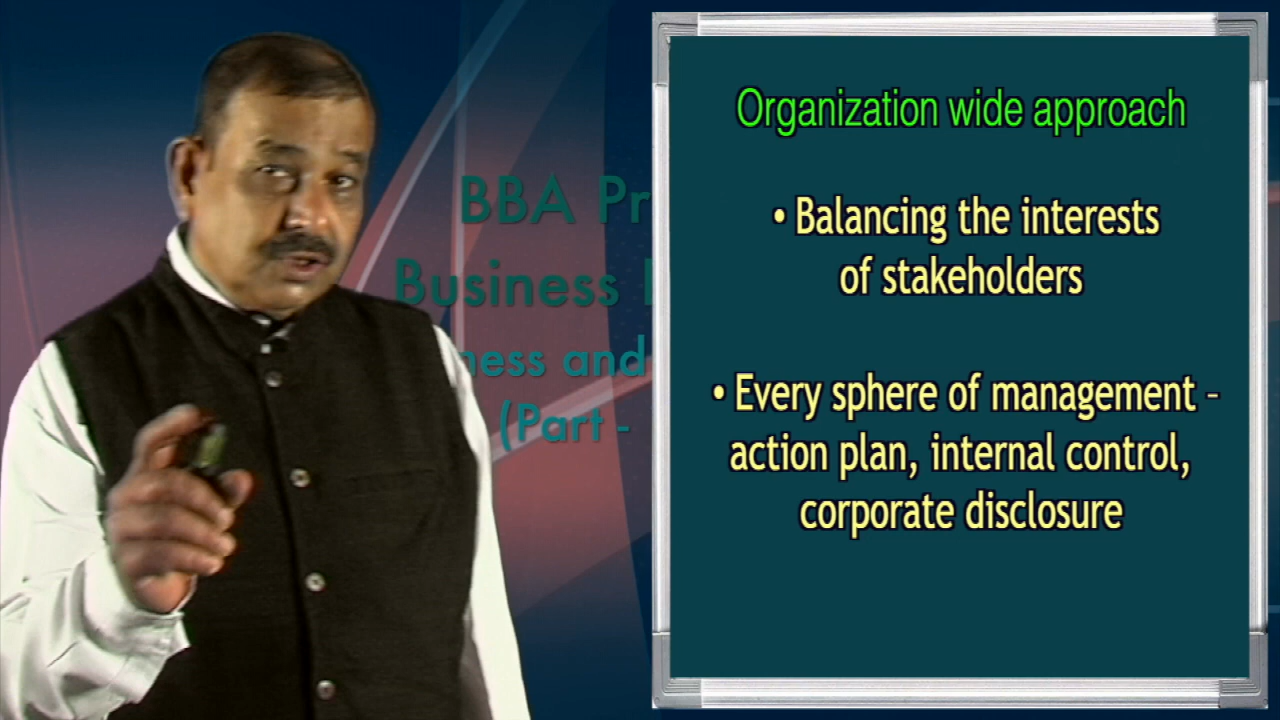 Organization wide approach
• Balancing the interests
of stakeholders
• Every sphere of management –
action plan, internal control,
corporate disclosure
BBA
Business
and
(Part -